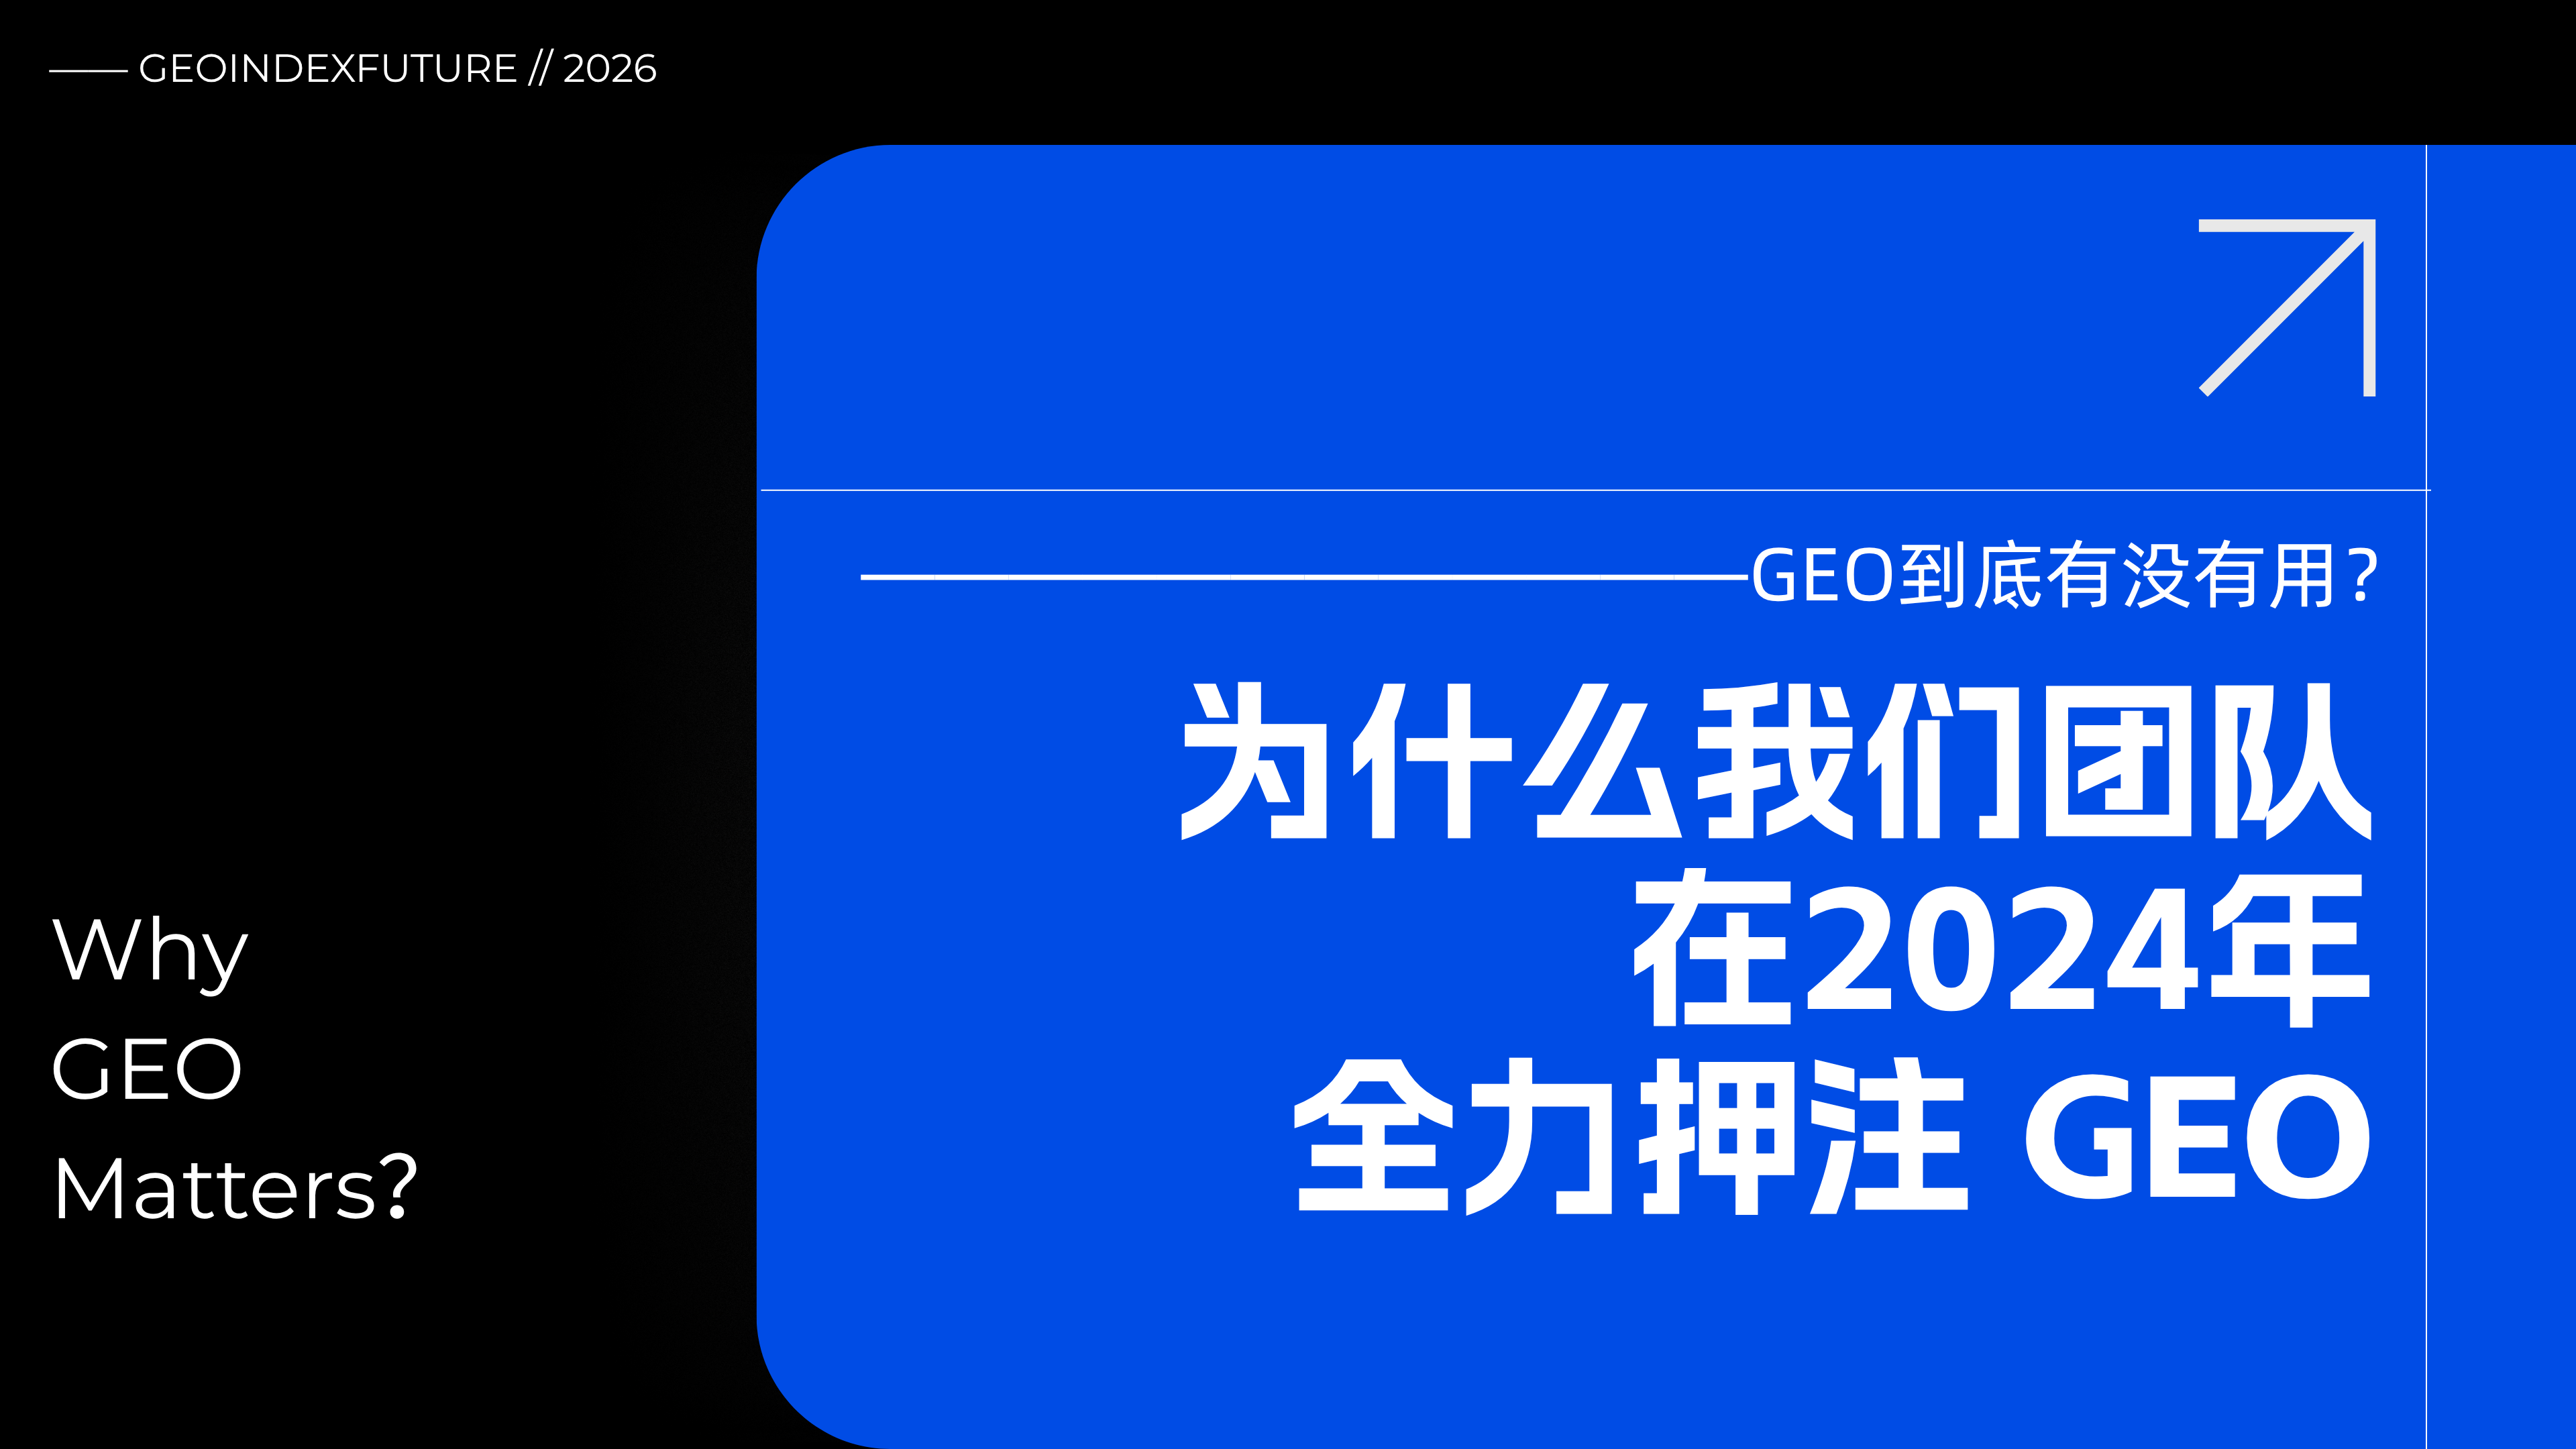 GEOINDEXFUTURE // 2026
GEO到底有没有用？
为什么我们团队
在2024年
全力押注 GEO
Why
GEO
Matters？